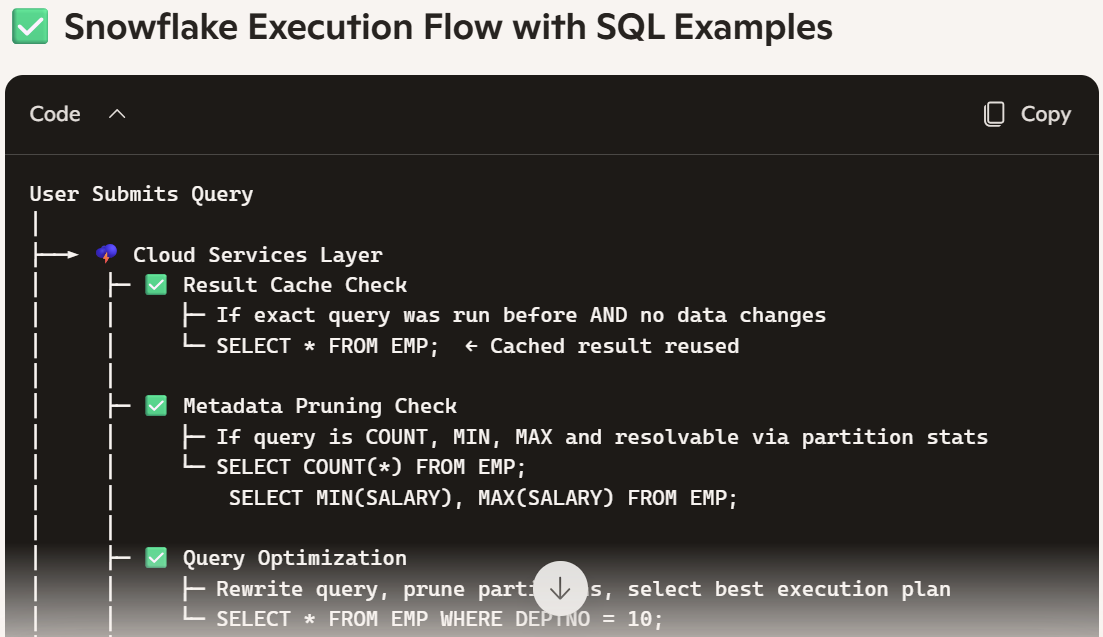 ✅ Snowflake Execution Flow with SQL Examples
Code
Copy
User Submits Query
Cloud Services Layer
✅ Result Cache Check
If exact query was run before AND no data changes
SELECT * FROM EMP; ← Cached result reused
✅ Metadata Pruning Check
If query is COUNT, MIN, MAX and resolvable via partition stats
SELECT COUNT(*) FROM EMP;
SELECT MIN(SALARY), MAX(SALARY) FROM EMP;
✅ Query Optimization
Rewrite query, prune s, select best execution plan
SELECT * FROM EMP WHERE DEPTNO = 10;